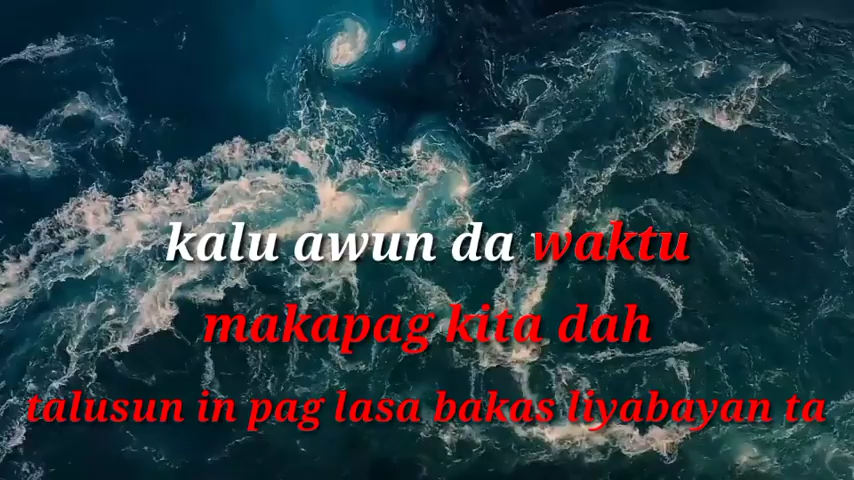 kalu awun da waktu
makapag kita dah
talusun in pag lasa bakas liyabayan ta